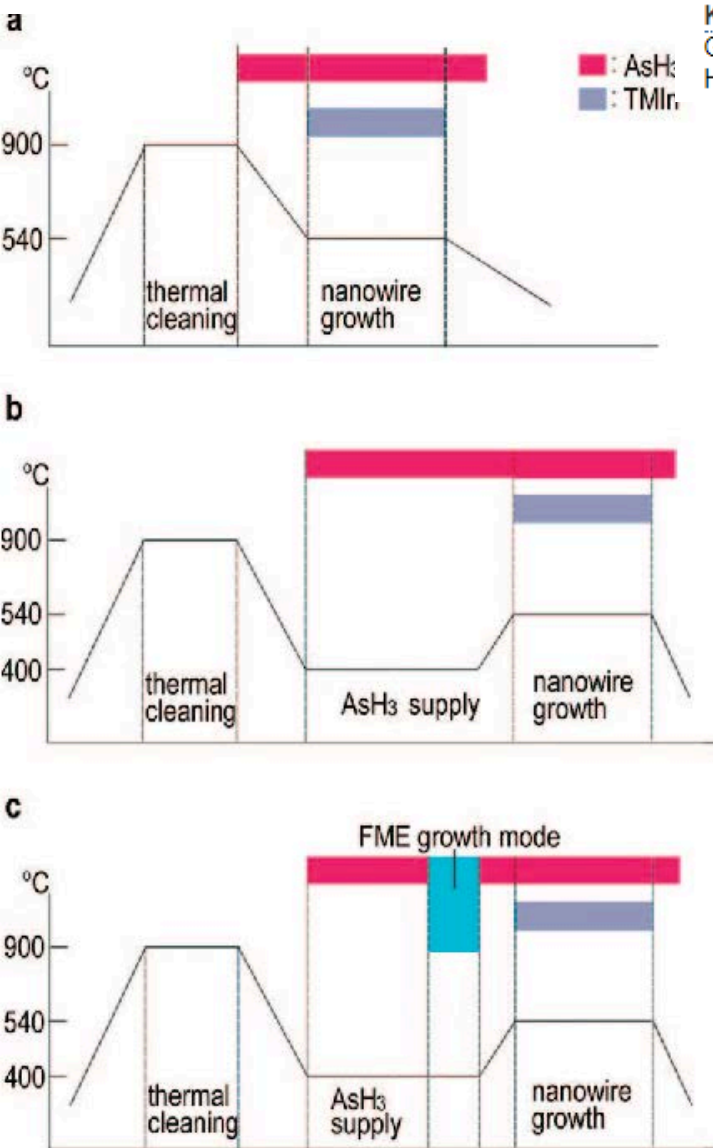 a
°C
: AsH₃
: TMIn
900
540
thermal
cleaning
nanowire
growth
b
°C
900
540
400
thermal
cleaning
AsH₃ supply
nanowire
growth
c
FME growth mode
°C
900
540
400
thermal
cleaning
AsH₃
supply
nanowire
growth